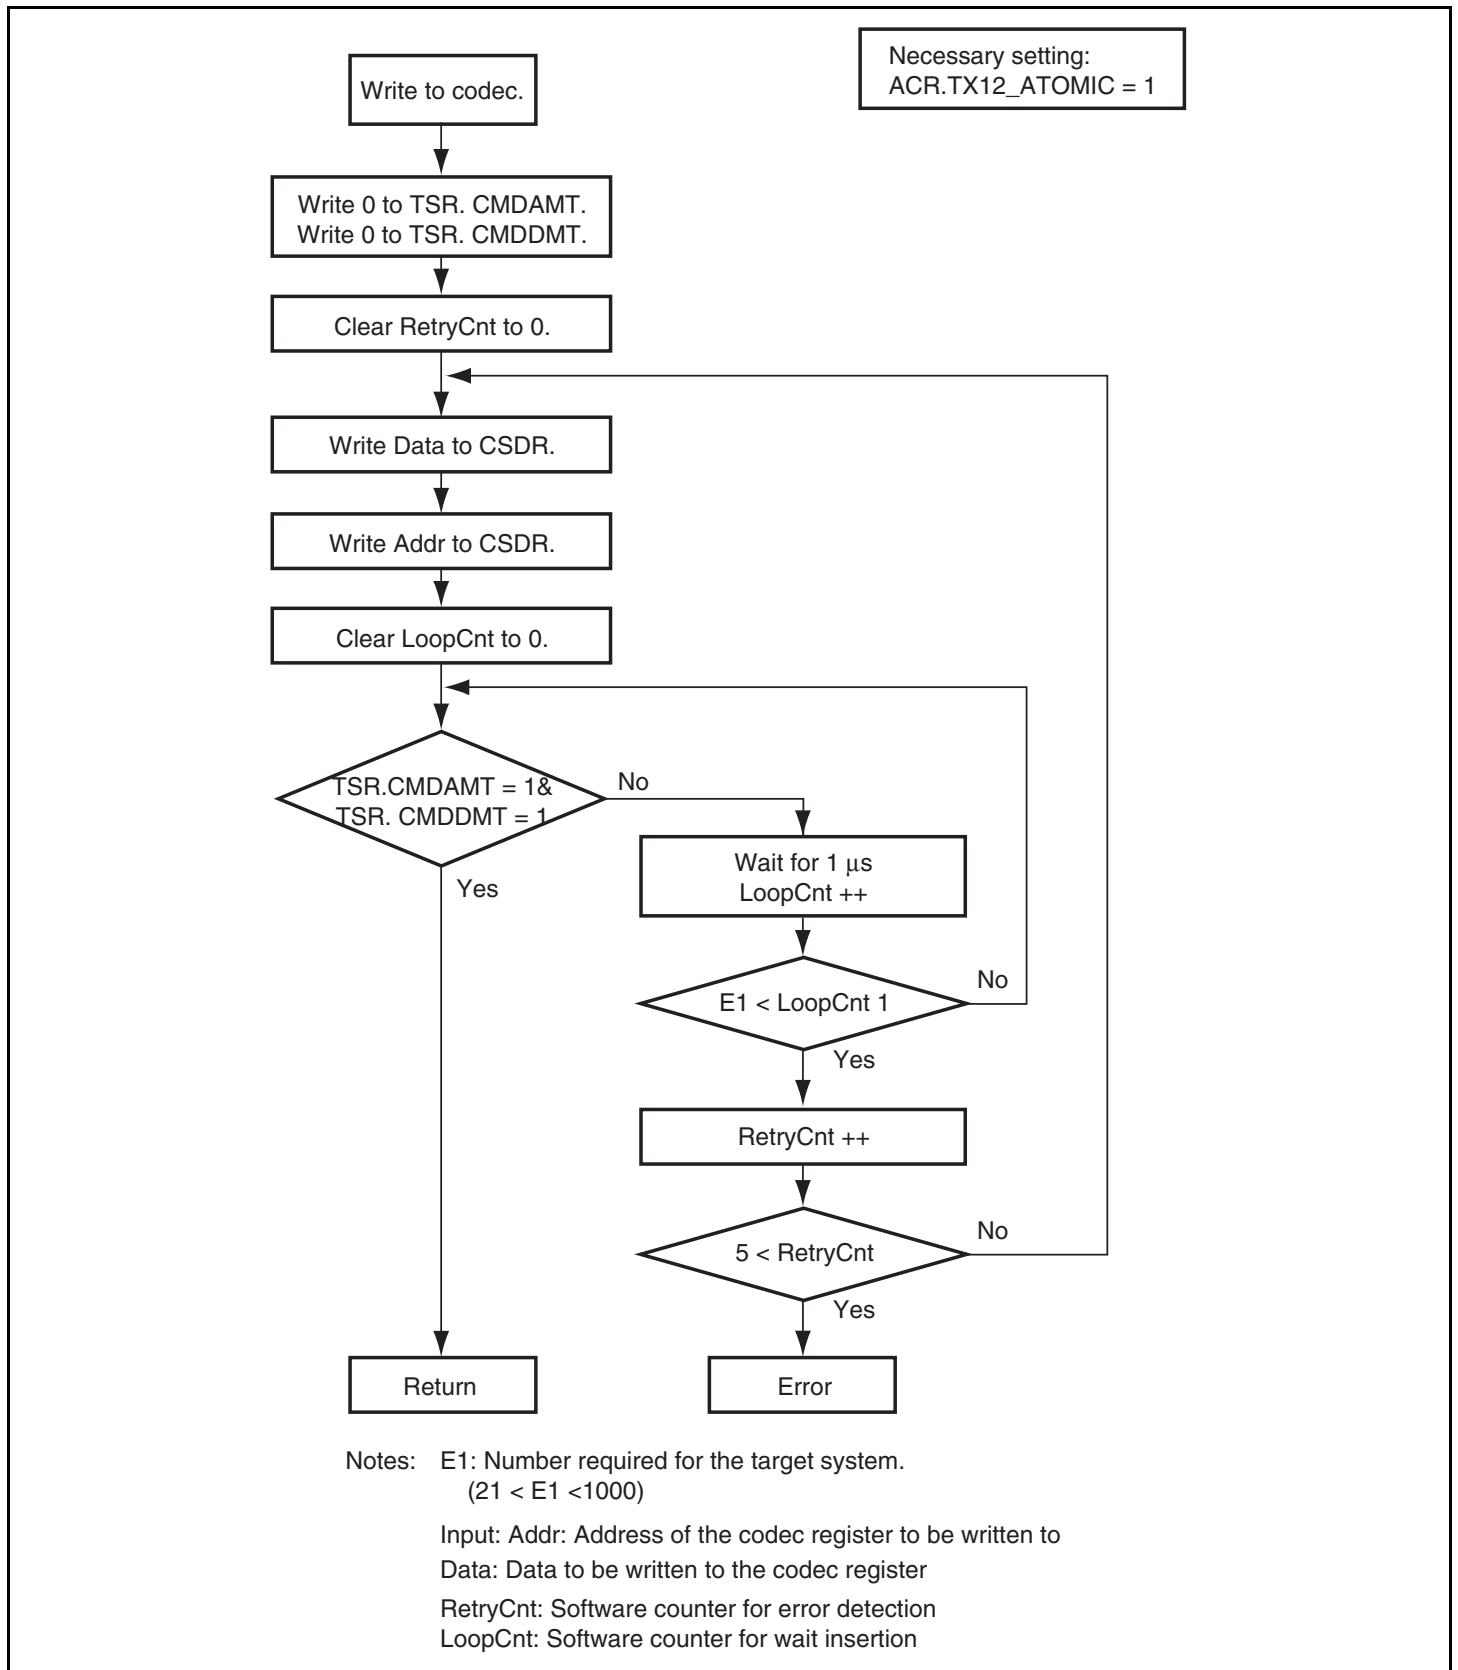 Write to codec.
Necessary setting:
ACR.TX12_ATOMIC = 1
Write 0 to TSR. CMDAMT.
Write 0 to TSR. CMDDMT.
Clear RetryCnt to 0.
Write Data to CSDR.
Write Addr to CSDR.
Clear LoopCnt to 0.
TSR.CMDAMT = 1&
TSR. CMDDMT = 1
No
Yes
Wait for 1 μs
LoopCnt ++
E1 < LoopCnt 1
No
Yes
RetryCnt ++
5 < RetryCnt
No
Yes
Return
Error
Notes: E1: Number required for the target system.
(21 < E1 <1000)
Input: Addr: Address of the codec register to be written to
Data: Data to be written to the codec register
RetryCnt: Software counter for error detection
LoopCnt: Software counter for wait insertion